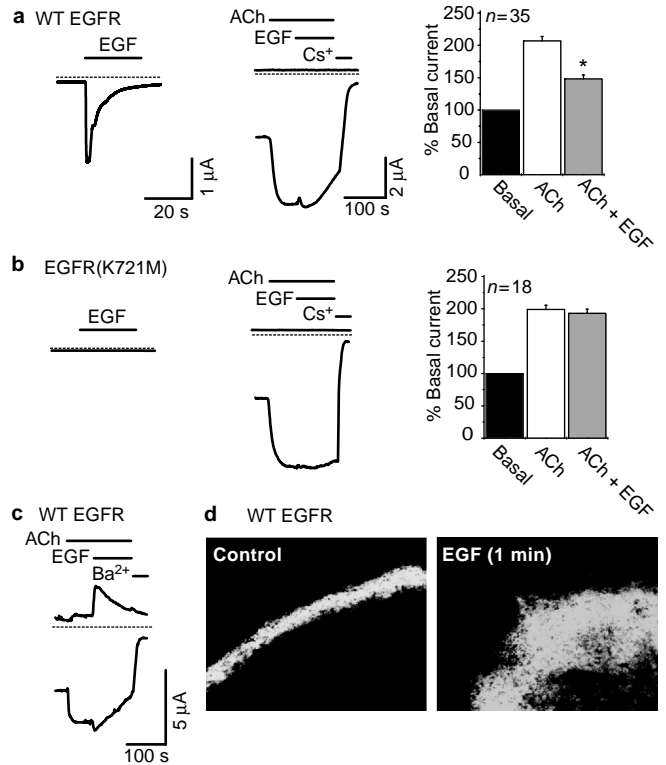 a WT EGFR
EGF
1 µA
20 s
ACh
EGF
Cs⁺
2 µA
100 s
n=35
*
% Basal current
250
200
150
100
50
0
Basal
ACh
ACh + EGF
b EGFR(K721M)
EGF
ACh
EGF
Cs⁺
n=18
% Basal current
250
200
150
100
50
0
Basal
ACh
ACh + EGF
c WT EGFR
ACh
EGF
Ba²⁺
5 µA
100 s
d WT EGFR
Control
EGF (1 min)